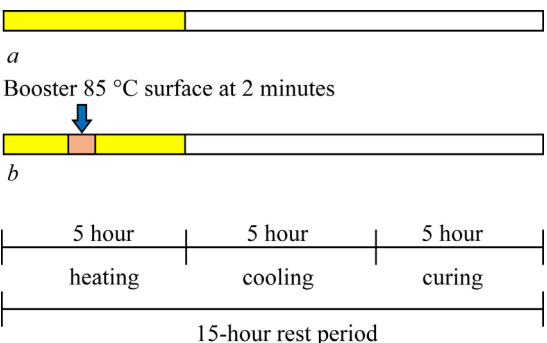 a
Booster 85 °C surface at 2 minutes
b
5 hour 5 hour 5 hour
heating cooling curing
15-hour rest period